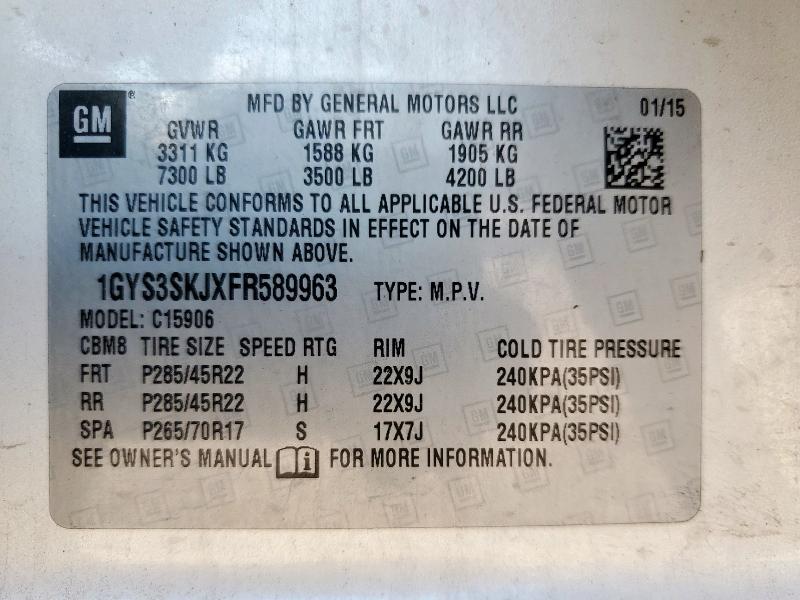 GM ® MFD BY GENERAL MOTORS LLC 01/15
GVWR GAWR FRT GAWR RR
3311 KG 1588 KG 1905 KG
7300 LB 3500 LB 4200 LB
THIS VEHICLE CONFORMS TO ALL APPLICABLE U.S. FEDERAL MOTOR
VEHICLE SAFETY STANDARDS IN EFFECT ON THE DATE OF
MANUFACTURE SHOWN ABOVE.
1GYS3SKJXFR589963 TYPE: M.P.V.
MODEL: C15906
CBM8 TIRE SIZE SPEED RTG RIM COLD TIRE PRESSURE
FRT P285/45R22 H 22X9J 240KPA(35PSI)
RR P285/45R22 H 22X9J 240KPA(35PSI)
SPA P265/70R17 S 17X7J 240KPA(35PSI)
SEE OWNER'S MANUAL i FOR MORE INFORMATION.